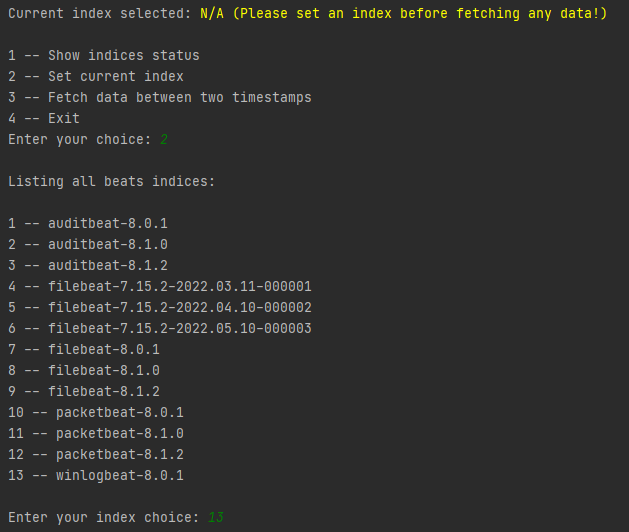 Current index selected: N/A (Please set an index before fetching any data!)
1 -- Show indices status
2 -- Set current index
3 -- Fetch data between two timestamps
4 -- Exit
Enter your choice: 2
Listing all beats indices:
1 -- auditbeat-8.0.1
2 -- auditbeat-8.1.0
3 -- auditbeat-8.1.2
4 -- filebeat-7.15.2-2022.03.11-000001
5 -- filebeat-7.15.2-2022.04.10-000002
6 -- filebeat-7.15.2-2022.05.10-000003
7 -- filebeat-8.0.1
8 -- filebeat-8.1.0
9 -- filebeat-8.1.2
10 -- packetbeat-8.0.1
11 -- packetbeat-8.1.0
12 -- packetbeat-8.1.2
13 -- winlogbeat-8.0.1
Enter your index choice: 13